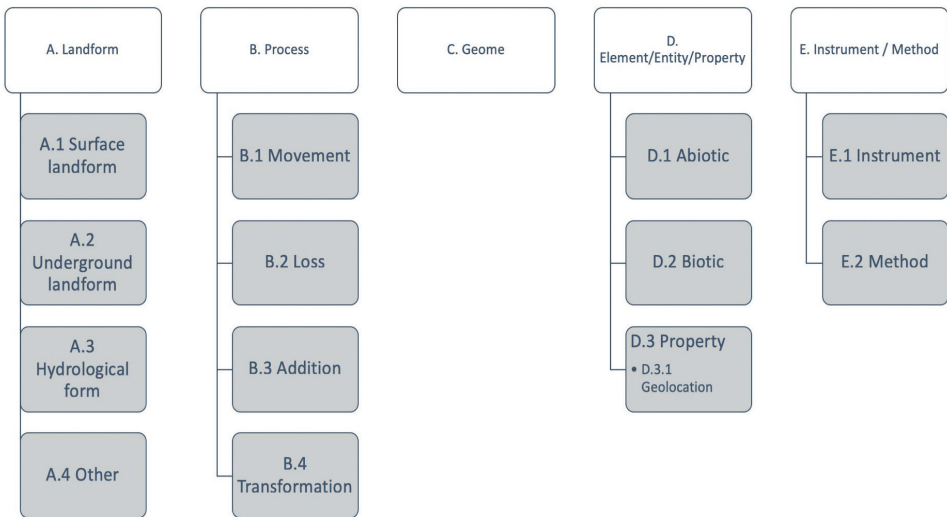 A. Landform
B. Process
C. Geome
D.
Element/Entity/Property
E. Instrument / Method
A.1 Surface
landform
B.1 Movement
D.1 Abiotic
E.1 Instrument
A.2
Underground
landform
B.2 Loss
D.2 Biotic
E.2 Method
A.3
Hydrological
form
B.3 Addition
D.3 Property
• D.3.1
Geolocation
A.4 Other
B.4
Transformation